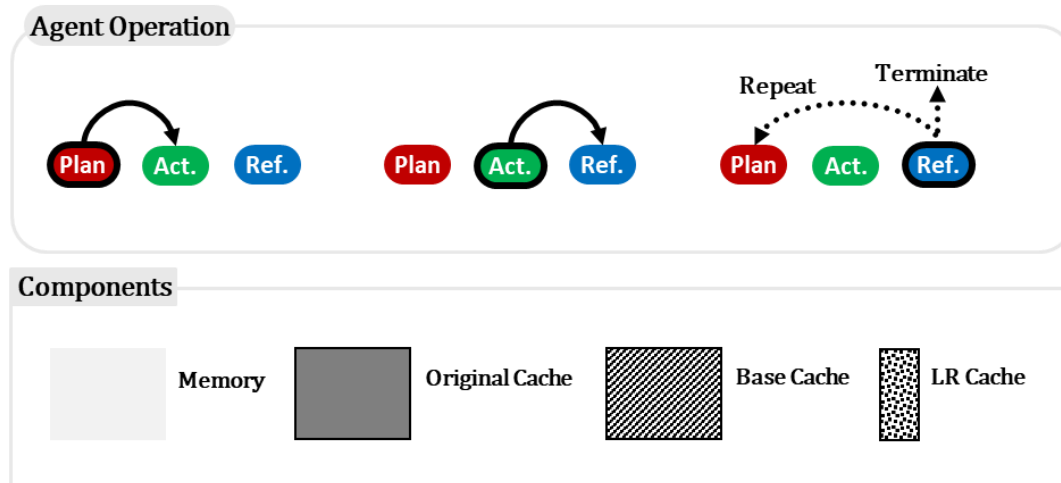 Agent Operation
Repeat
Terminate
Plan Act. Ref. Plan Act. Ref. Plan Act. Ref.
Components
Memory Original Cache Base Cache LR Cache